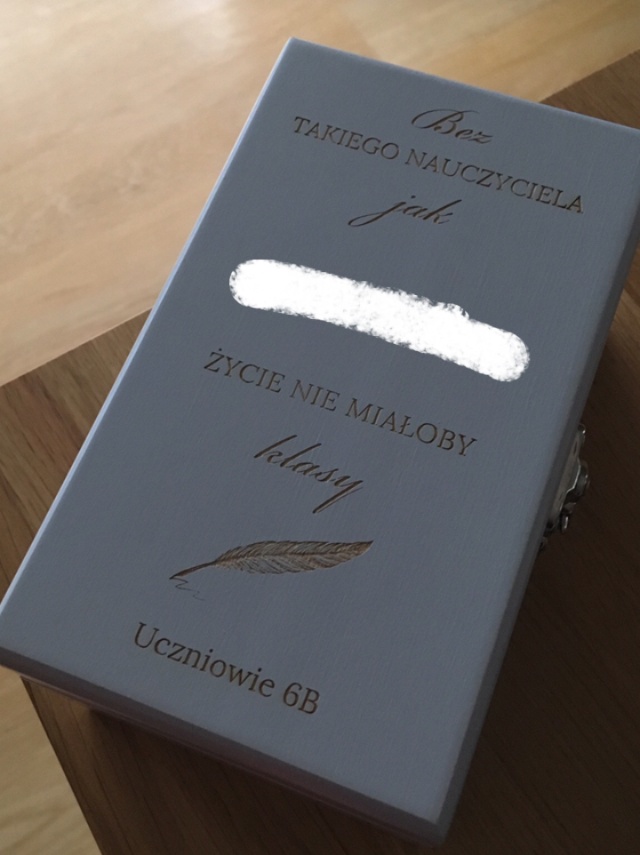 Bez
TAKIEGO NAUCZYCIELA
jak
ŻYCIE NIE MIAŁOBY
klasy
Uczniowie 6B